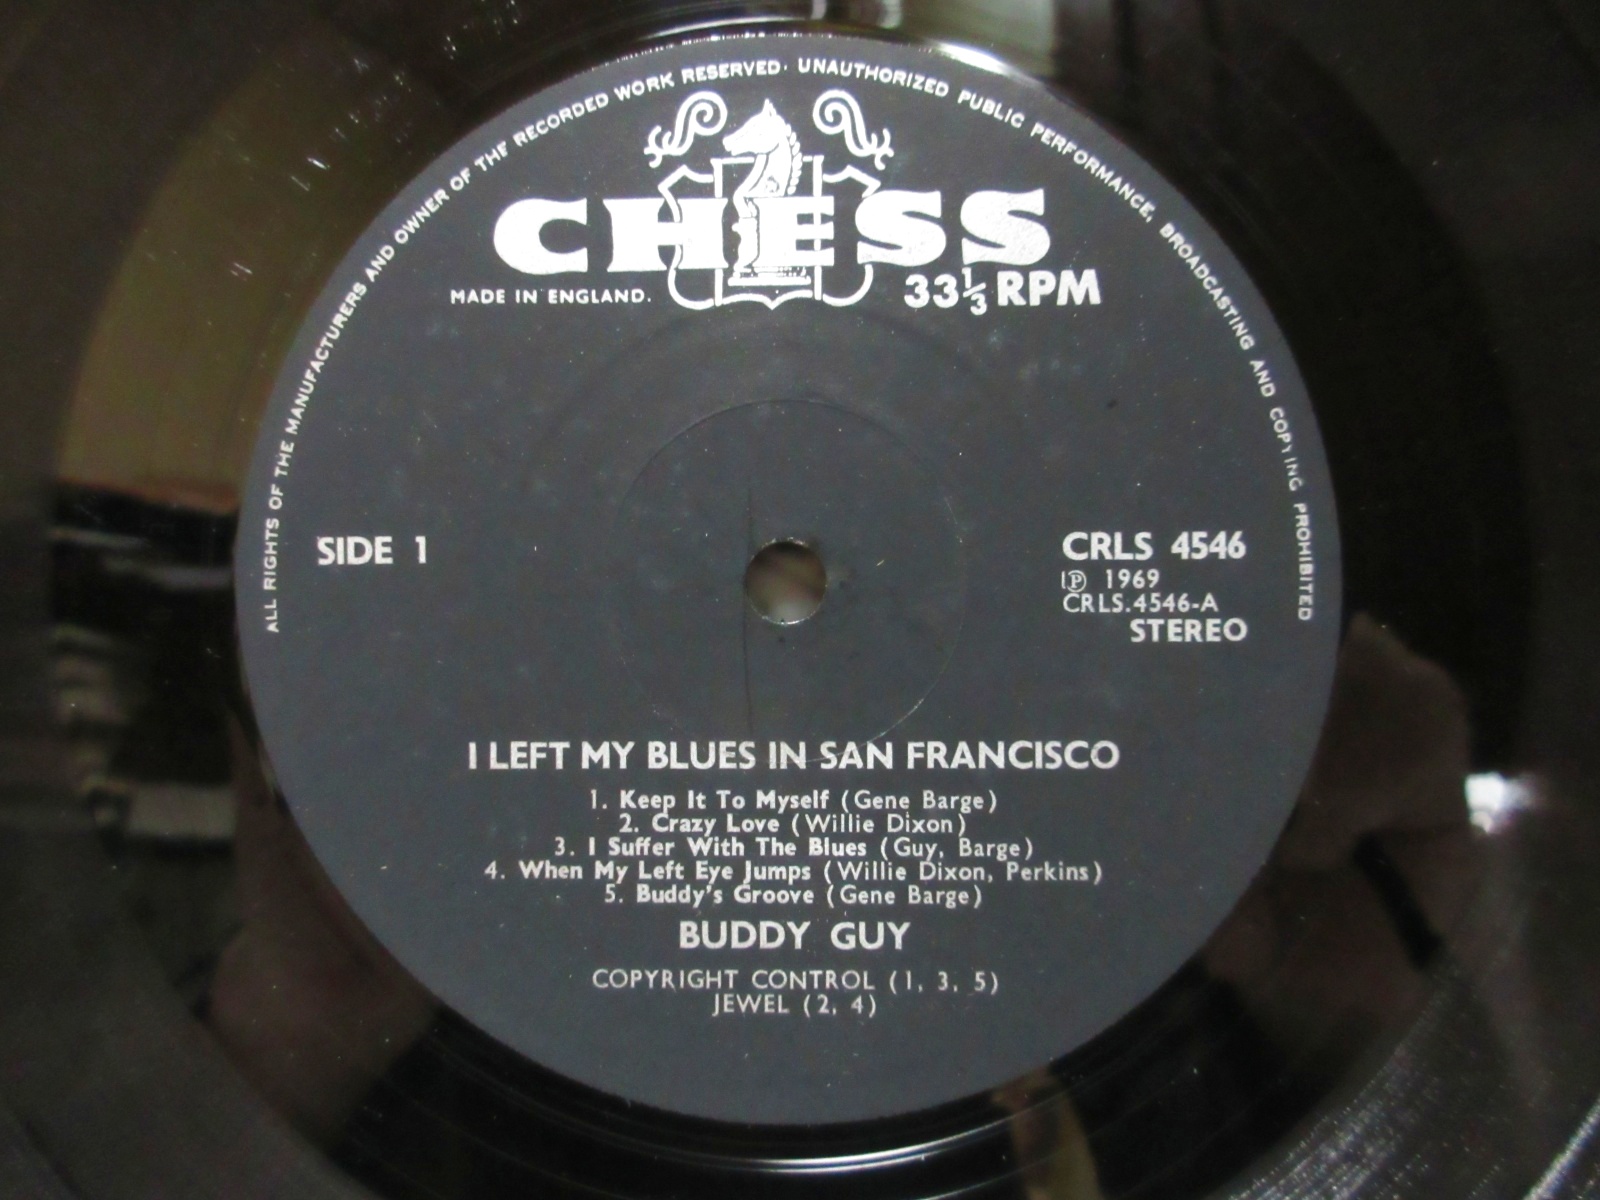 ALL RIGHTS OF THE MANUFACTURERS AND OWNER OF THE RECORDED WORK RESERVED· UNAUTHORIZED PUBLIC PERFORMANCE, BROADCASTING AND COPYING PROHIBITED
CHESS
MADE IN ENGLAND.
33⅓ RPM
SIDE 1
CRLS 4546
Ⓟ 1969
CRLS.4546-A
STEREO
I LEFT MY BLUES IN SAN FRANCISCO
1. Keep It To Myself (Gene Barge)
2. Crazy Love (Willie Dixon)
3. I Suffer With The Blues (Guy, Barge)
4. When My Left Eye Jumps (Willie Dixon, Perkins)
5. Buddy's Groove (Gene Barge)
BUDDY GUY
COPYRIGHT CONTROL (1, 3, 5)
JEWEL (2, 4)